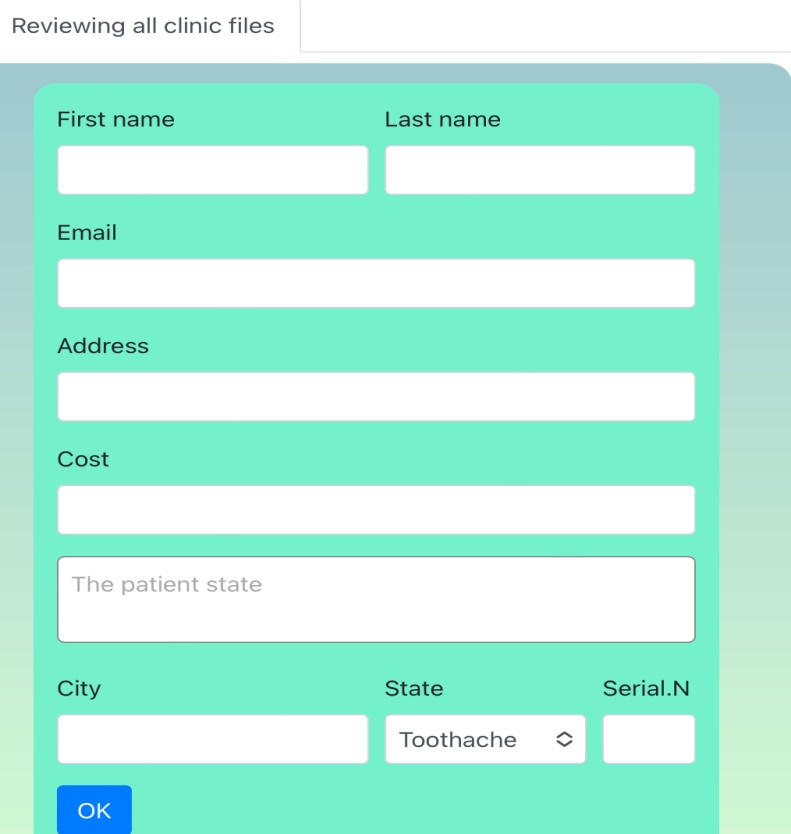 Reviewing all clinic files
First name Last name
Email
Address
Cost
The patient state
City State Serial.N
Toothache
OK